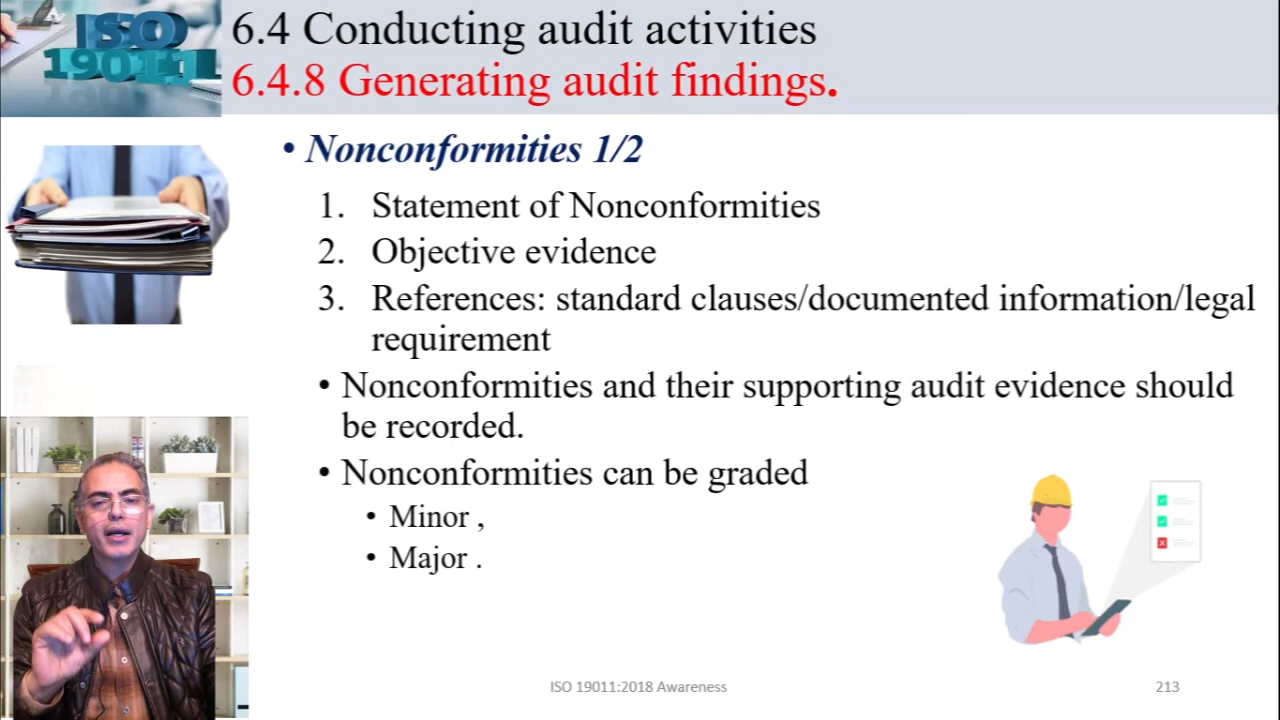 ISO
19011
6.4 Conducting audit activities
6.4.8 Generating audit findings.
• Nonconformities 1/2
1. Statement of Nonconformities
2. Objective evidence
3. References: standard clauses/documented information/legal
requirement
• Nonconformities and their supporting audit evidence should
be recorded.
• Nonconformities can be graded
• Minor ,
• Major .
ISO 19011:2018 Awareness
213